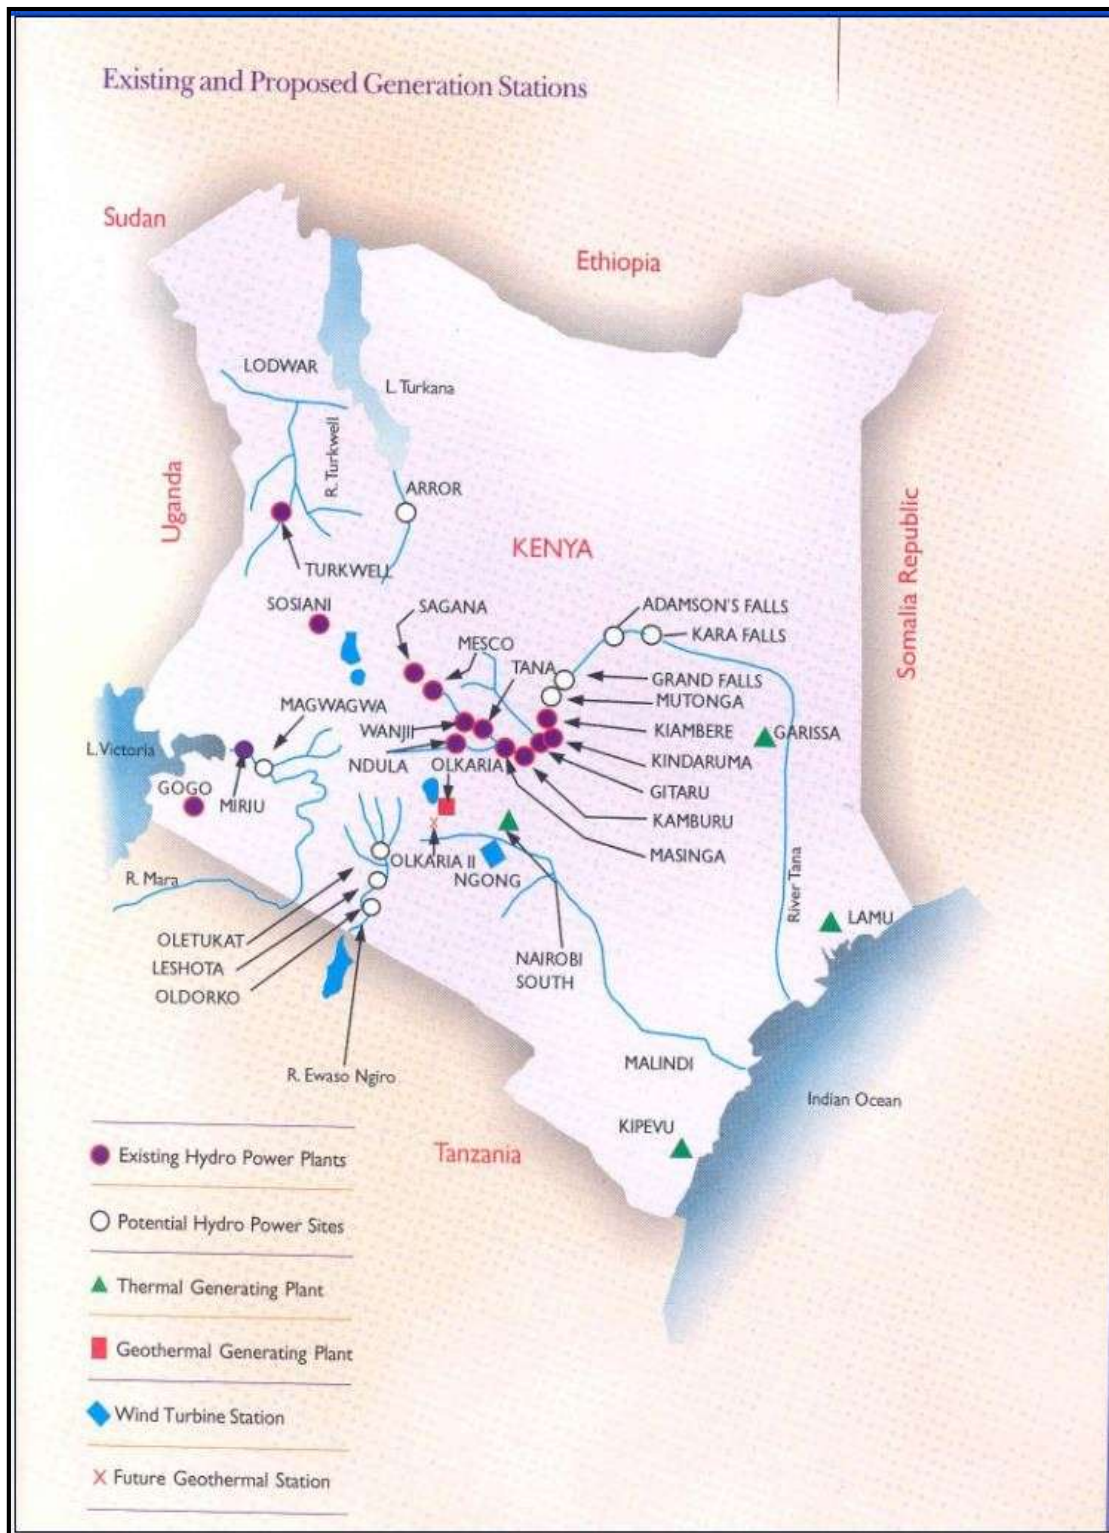 Existing and Proposed Generation Stations
Sudan
Ethiopia
LODWAR
L. Turkana
R. Turkwell
Uganda
ARROR
KENYA
Somalia Republic
TURKWELL
SOSIANI
SAGANA
ADAMSON'S FALLS
MESCO
KARA FALLS
TANA
GRAND FALLS
MAGWAGWA
MUTONGA
WANJII
KIAMBERE
GARISSA
L. Victoria
NDULA
OLKARIA
KINDARUMA
GOGO
MIRIU
GITARU
KAMBURU
OLKARIA II
MASINGA
R. Mara
NGONG
River Tana
LAMU
OLETUKAT
LESHOTA
OLDORKO
NAIROBI
SOUTH
R. Ewaso Ngiro
MALINDI
Indian Ocean
KIPEVU
Tanzania
Existing Hydro Power Plants
Potential Hydro Power Sites
Thermal Generating Plant
Geothermal Generating Plant
Wind Turbine Station
X Future Geothermal Station